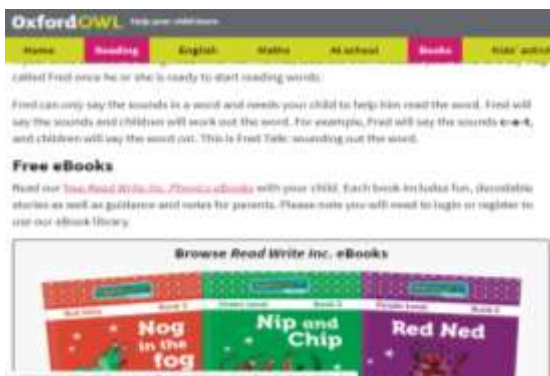 OxfordOWL Help your child learn
Home Reading English Maths At school Books Kids'
called Fred once he or she is ready to start reading words.
Fred can only say the sounds in a word and needs your child to help him read the word. Fred will
say the sounds and children will work out the word. For example, Fred will say the sounds c-a-t,
and children will say the word cat. This is Fred Talk: sounding out the word.
Free eBooks
Read our free Read Write Inc. Phonics eBooks with your child. Each book includes fun, decodable
stories as well as guidance and notes for parents. Please note you will need to login or register to
use our eBook library.
Browse Read Write Inc. eBooks
Nog
in the
fog
Nip and
Chip
Red Ned